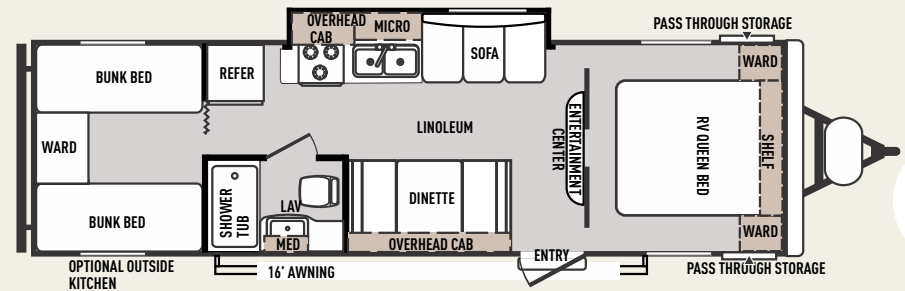 OVERHEAD
CAB
MICRO
PASS THROUGH STORAGE
BUNK BED
REFER
SOFA
WARD
WARD
LINOLEUM
ENTERTAINMENT
CENTER
RV QUEEN BED
SHELF
BUNK BED
SHOWER
TUB
LAV
MED
DINETTE
OVERHEAD CAB
WARD
ENTRY
OPTIONAL OUTSIDE
KITCHEN
16' AWNING
PASS THROUGH STORAGE